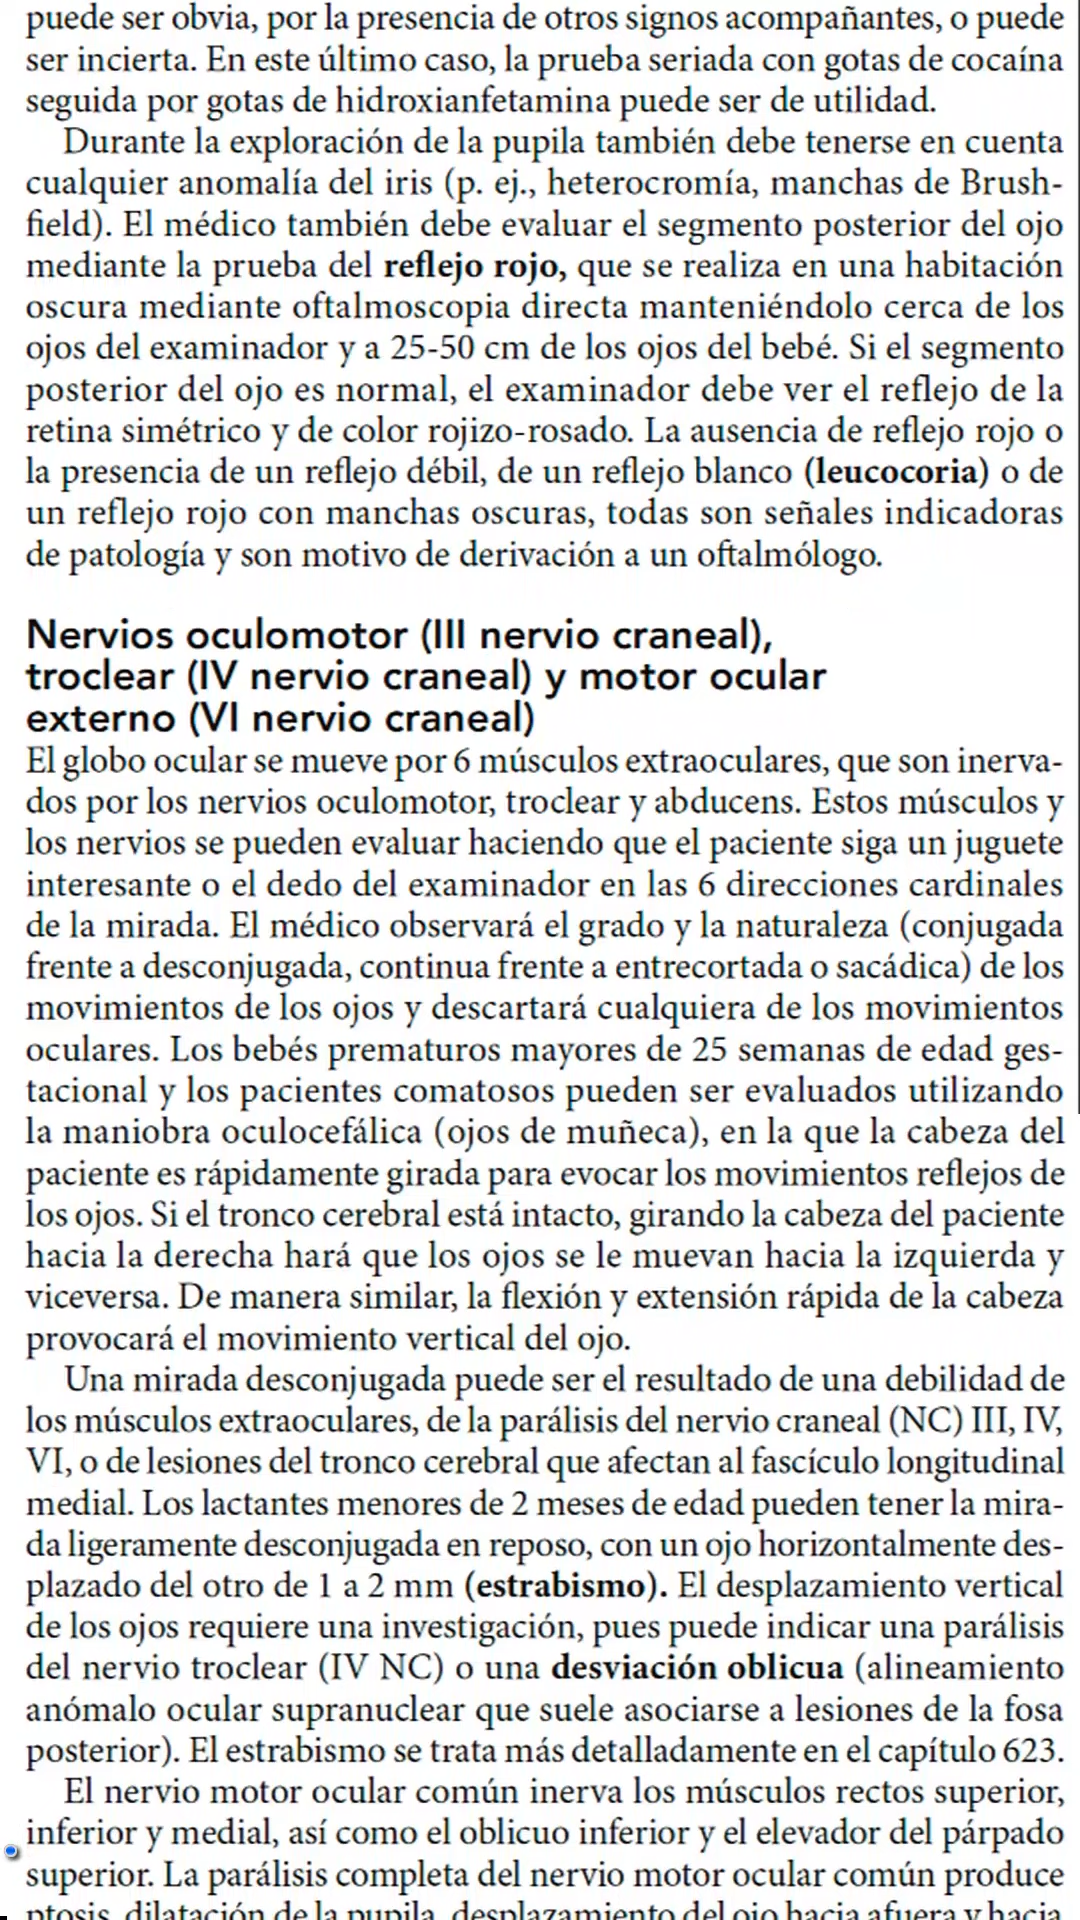 puede ser obvia, por la presencia de otros signos acompañantes, o puede
ser incierta. En este último caso, la prueba seriada con gotas de cocaína
seguida por gotas de hidroxianfetamina puede ser de utilidad.
Durante la exploración de la pupila también debe tenerse en cuenta
cualquier anomalía del iris (p. ej., heterocromía, manchas de Brush-
field). El médico también debe evaluar el segmento posterior del ojo
mediante la prueba del reflejo rojo, que se realiza en una habitación
oscura mediante oftalmoscopia directa manteniéndolo cerca de los
ojos del examinador y a 25-50 cm de los ojos del bebé. Si el segmento
posterior del ojo es normal, el examinador debe ver el reflejo de la
retina simétrico y de color rojizo-rosado. La ausencia de reflejo rojo o
la presencia de un reflejo débil, de un reflejo blanco (leucocoria) o de
un reflejo rojo con manchas oscuras, todas son señales indicadoras
de patología y son motivo de derivación a un oftalmólogo.
Nervios oculomotor (III nervio craneal),
troclear (IV nervio craneal) y motor ocular
externo (VI nervio craneal)
El globo ocular se mueve por 6 músculos extraoculares, que son inerva-
dos por los nervios oculomotor, troclear y abducens. Estos músculos y
los nervios se pueden evaluar haciendo que el paciente siga un juguete
interesante o el dedo del examinador en las 6 direcciones cardinales
de la mirada. El médico observará el grado y la naturaleza (conjugada
frente a desconjugada, continua frente a entrecortada o sacádica) de los
movimientos de los ojos y descartará cualquiera de los movimientos
oculares. Los bebés prematuros mayores de 25 semanas de edad ges-
tacional y los pacientes comatosos pueden ser evaluados utilizando
la maniobra oculocefálica (ojos de muñeca), en la que la cabeza del
paciente es rápidamente girada para evocar los movimientos reflejos de
los ojos. Si el tronco cerebral está intacto, girando la cabeza del paciente
hacia la derecha hará que los ojos se le muevan hacia la izquierda y
viceversa. De manera similar, la flexión y extensión rápida de la cabeza
provocará el movimiento vertical del ojo.
Una mirada desconjugada puede ser el resultado de una debilidad de
los músculos extraoculares, de la parálisis del nervio craneal (NC) III, IV,
VI, o de lesiones del tronco cerebral que afectan al fascículo longitudinal
medial. Los lactantes menores de 2 meses de edad pueden tener la mira-
da ligeramente desconjugada en reposo, con un ojo horizontalmente des-
plazado del otro de 1 a 2 mm (estrabismo). El desplazamiento vertical
de los ojos requiere una investigación, pues puede indicar una parálisis
del nervio troclear (IV NC) o una desviación oblicua (alineamiento
anómalo ocular supranuclear que suele asociarse a lesiones de la fosa
posterior). El estrabismo se trata más detalladamente en el capítulo 623.
El nervio motor ocular común inerva los músculos rectos superior,
inferior y medial, así como el oblicuo inferior y el elevador del párpado
superior. La parálisis completa del nervio motor ocular común produce
ptosis, dilatación de la pupila, desplazamiento del ojo hacia afuera y hacia